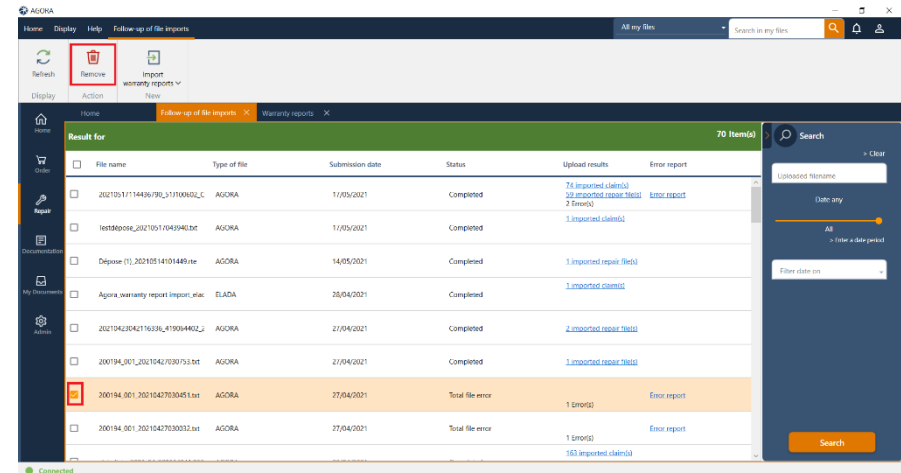 AGORA
Home Display Help Follow-up of file imports All my files Search in my files
Refresh Remove Import
warranty reports
Display Action New
Home Follow-up of file imports Warranty reports
Home
Order
Repair
Documentation
My Documents
Admin
Result for 70 Item(s)
File name Type of file Submission date Status Upload results Error report
74 imported claim(s)
20210517114436790_51J100602_C AGORA 17/05/2021 Completed 59 imported repair file(s) Error report
2 Error(s)
1 imported claim(s)
Testdépose_20210517043940.txt AGORA 17/05/2021 Completed
Dépose (1)_20210514101449.rte AGORA 14/05/2021 Completed 1 imported repair file(s)
1 imported claim(s)
Agora_warranty report import_elac ELADA 28/04/2021 Completed
20210423042116336_419064402_2 AGORA 27/04/2021 Completed 2 imported repair file(s)
200194_001_20210427030753.txt AGORA 27/04/2021 Completed 1 imported repair file(s)
200194_001_20210427030451.txt AGORA 27/04/2021 Total file error Error report
1 Error(s)
200194_001_20210427030032.txt AGORA 27/04/2021 Total file error Error report
1 Error(s)
163 imported claim(s)
Search
> Clear
Uploaded filename
Date any
All
> Enter a date period
Filter date on
Search
Connected